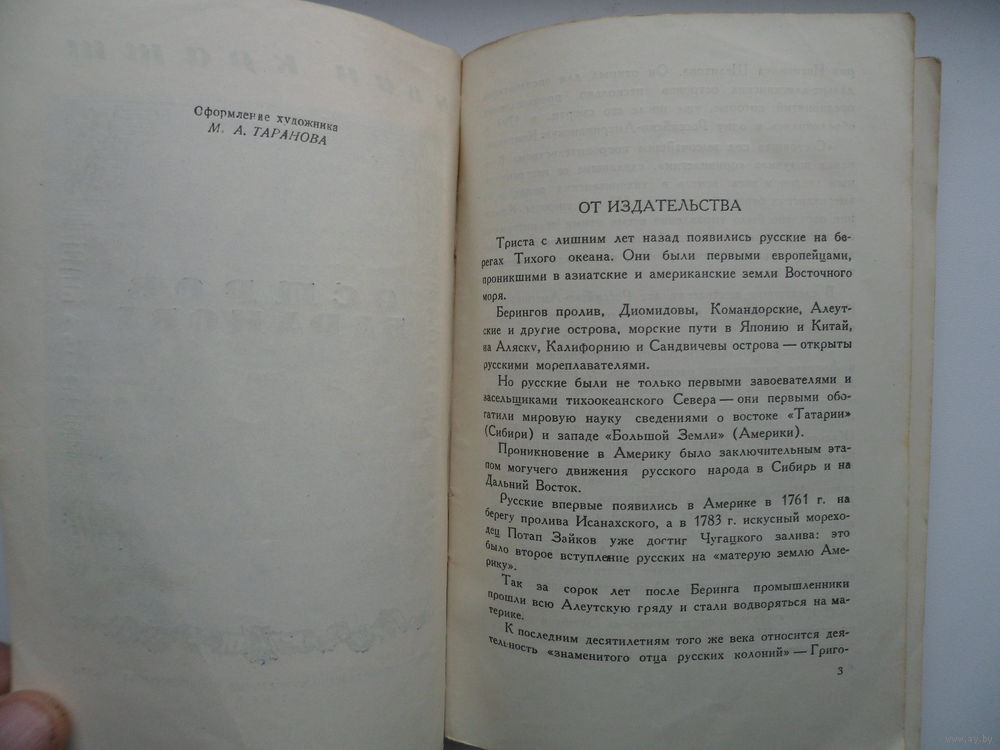 Оформление художника
М. А. ТАРАНОВА
ОТ ИЗДАТЕЛЬСТВА
Триста с лишним лет назад появились русские на бе-
регах Тихого океана. Они были первыми европейцами,
проникшими в азиатские и американские земли Восточного
моря.
Берингов пролив, Диомидовы, Командорские, Алеут-
ские и другие острова, морские пути в Японию и Китай,
на Аляску, Калифорнию и Сандвичевы острова — открыты
русскими мореплавателями.
Но русские были не только первыми завоевателями и
засельщиками тихоокеанского Севера — они первыми обо-
гатили мировую науку сведениями о востоке «Татарии»
(Сибири) и западе «Большой Земли» (Америки).
Проникновение в Америку было заключительным эта-
пом могучего движения русского народа в Сибирь и на
Дальний Восток.
Русские впервые появились в Америке в 1761 г. на
берегу пролива Исанахского, а в 1783 г. искусный морехо-
дец Потап Зайков уже достиг Чугацкого залива: это
было второе вступление русских на «матерую землю Аме-
рику».
Так за сорок лет после Беринга промышленники
прошли всю Алеутскую гряду и стали водворяться на ма-
терике.
К последним десятилетиям того же века относится дея-
тельность «знаменитого отца русских колоний» — Григо-
3
www.ay.by